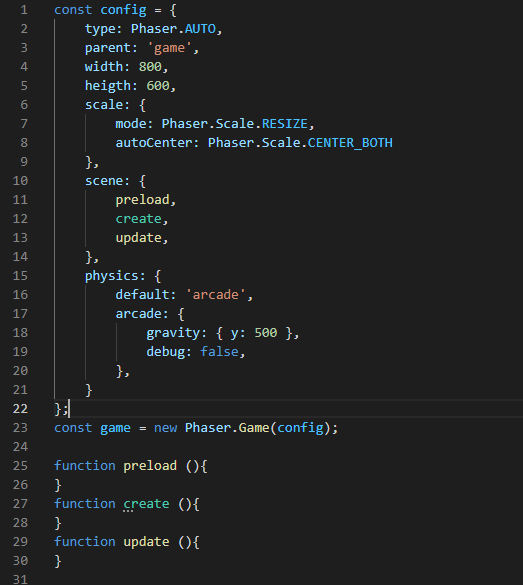 1 const config = {
2     type: Phaser.AUTO,
3     parent: 'game',
4     width: 800,
5     heigth: 600,
6     scale: {
7         mode: Phaser.Scale.RESIZE,
8         autoCenter: Phaser.Scale.CENTER_BOTH
9     },
10     scene: {
11         preload,
12         create,
13         update,
14     },
15     physics: {
16         default: 'arcade',
17         arcade: {
18             gravity: { y: 500 },
19             debug: false,
20         },
21     }
22 };
23 const game = new Phaser.Game(config);
24
25 function preload (){
26 }
27 function create (){
28 }
29 function update (){
30 }
31